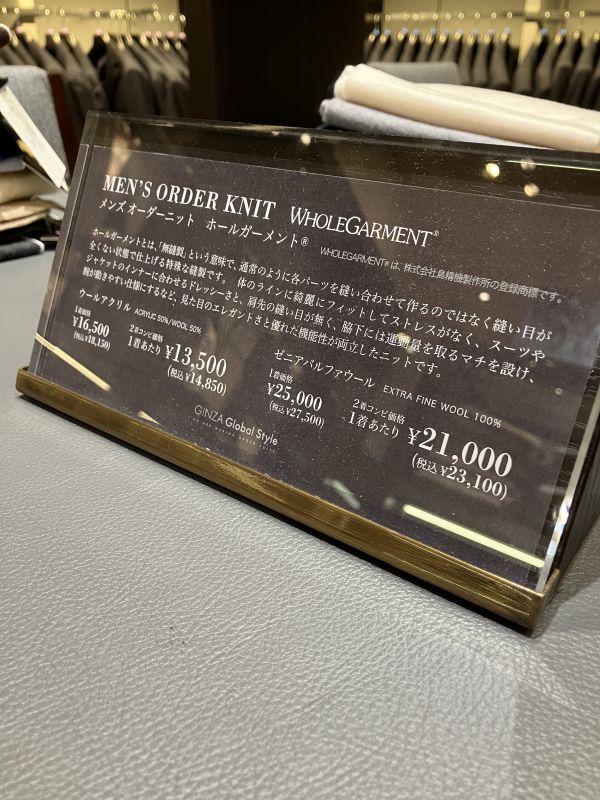 MEN'S ORDER KNIT WHOLEGARMENT®
メンズ オーダーニット ホールガーメント®
WHOLEGARMENT® は、株式会社島精機製作所の登録商標です。
ホールガーメントとは、「無縫製」という意味で、通常のように各パーツを縫い合わせて作るのではなく縫い目が
全くない状態で仕上げる特殊な縫製です。 体のラインに綺麗にフィットしてストレスがなく、スーツや
ジャケットのインナーに合わせるドレッシーさと、肩先の縫い目が無く、脇下には運動量を取るマチを設け、
腕が動きやすい仕様にするなど、見た目のエレガントさと優れた機能性が両立したニットです。
ウールアクリル ACRYLIC 50%/WOOL 50%
1着価格
¥16,500
(税込¥18,150)
2着コンビ価格
1着あたり ¥13,500
(税込 ¥14,850)
ゼニアバルファウール EXTRA FINE WOOL 100%
1着価格
¥25,000
(税込 ¥27,500)
2着コンビ価格
1着あたり ¥21,000
(税込 ¥23,100)
GINZA Global Style